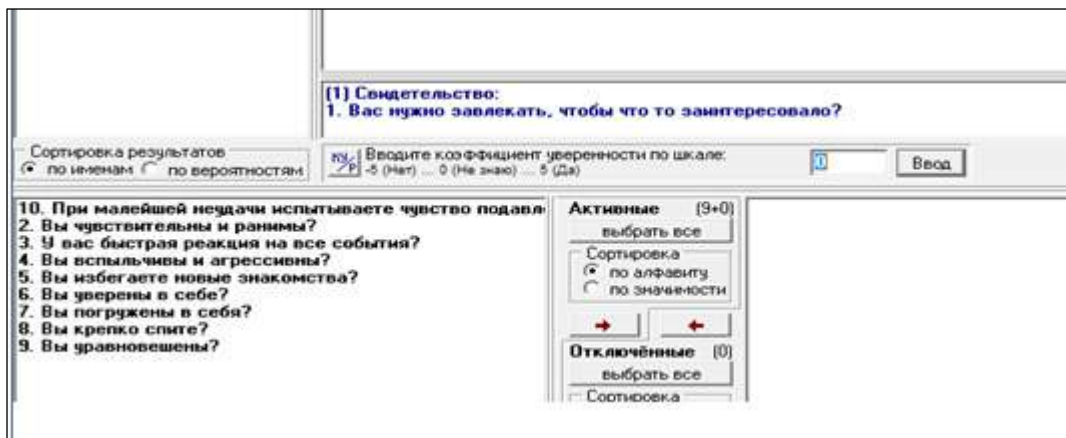 (1) Свидетельство:
1. Вас нужно завлекать, чтобы что то заинтересовало?
Сортировка результатов
по именам по вероятностям
Вводите коэффициент уверенности по шкале:
-5 (Нет) ... 0 (Не знаю) ... 5 (Да)
0
Ввод
10. При малейшей неудачи испытываете чувство подавл
2. Вы чувствительны и ранимы?
3. У вас быстрая реакция на все события?
4. Вы вспыльчивы и агрессивны?
5. Вы избегаете новые знакомства?
6. Вы уверены в себе?
7. Вы погружены в себя?
8. Вы крепко спите?
9. Вы уравновешены?
Активные (9+0)
выбрать все
Сортировка
по алфавиту
по значимости
Отключённые (0)
выбрать все
Сортировка